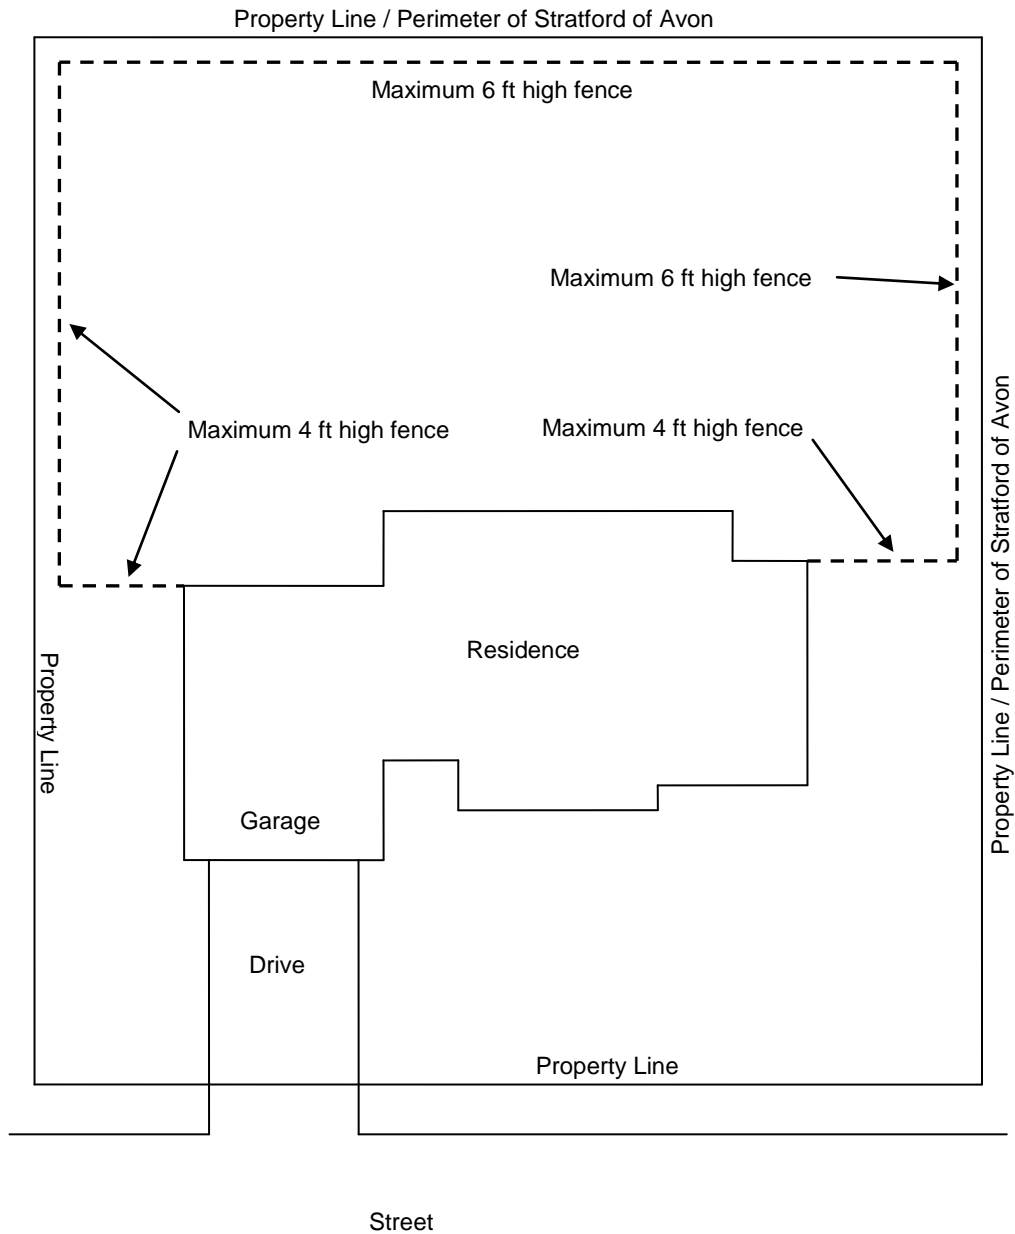 Property Line / Perimeter of Stratford of Avon
Maximum 6 ft high fence
Maximum 6 ft high fence
Maximum 4 ft high fence
Maximum 4 ft high fence
Property Line / Perimeter of Stratford of Avon
Residence
Property Line
Garage
Drive
Property Line
Street